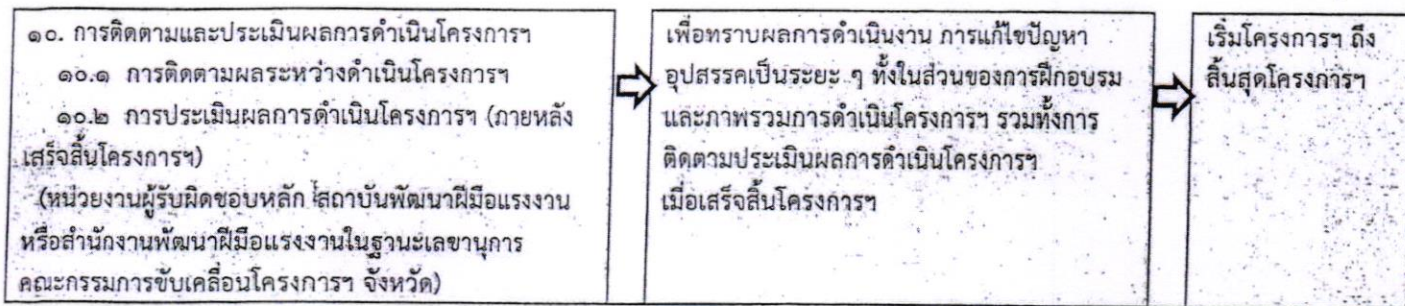 ๑๐. การติดตามและประเมินผลการดำเนินโครงการฯ
๑๐.๑ การติดตามผลระหว่างดำเนินโครงการฯ
๑๐.๒ การประเมินผลการดำเนินโครงการฯ (ภายหลัง
เสร็จสิ้นโครงการฯ)
(หน่วยงานผู้รับผิดชอบหลัก สถาบันพัฒนาฝีมือแรงงาน
หรือสำนักงานพัฒนาฝีมือแรงงานในฐานะเลขานุการ
คณะกรรมการขับเคลื่อนโครงการฯ จังหวัด)
เพื่อทราบผลการดำเนินงาน การแก้ไขปัญหา
อุปสรรคเป็นระยะ ๆ ทั้งในส่วนของการฝึกอบรม
และภาพรวมการดำเนินโครงการฯ รวมทั้งการ
ติดตามประเมินผลการดำเนินโครงการฯ
เมื่อเสร็จสิ้นโครงการฯ
เริ่มโครงการฯ ถึง
สิ้นสุดโครงการฯ